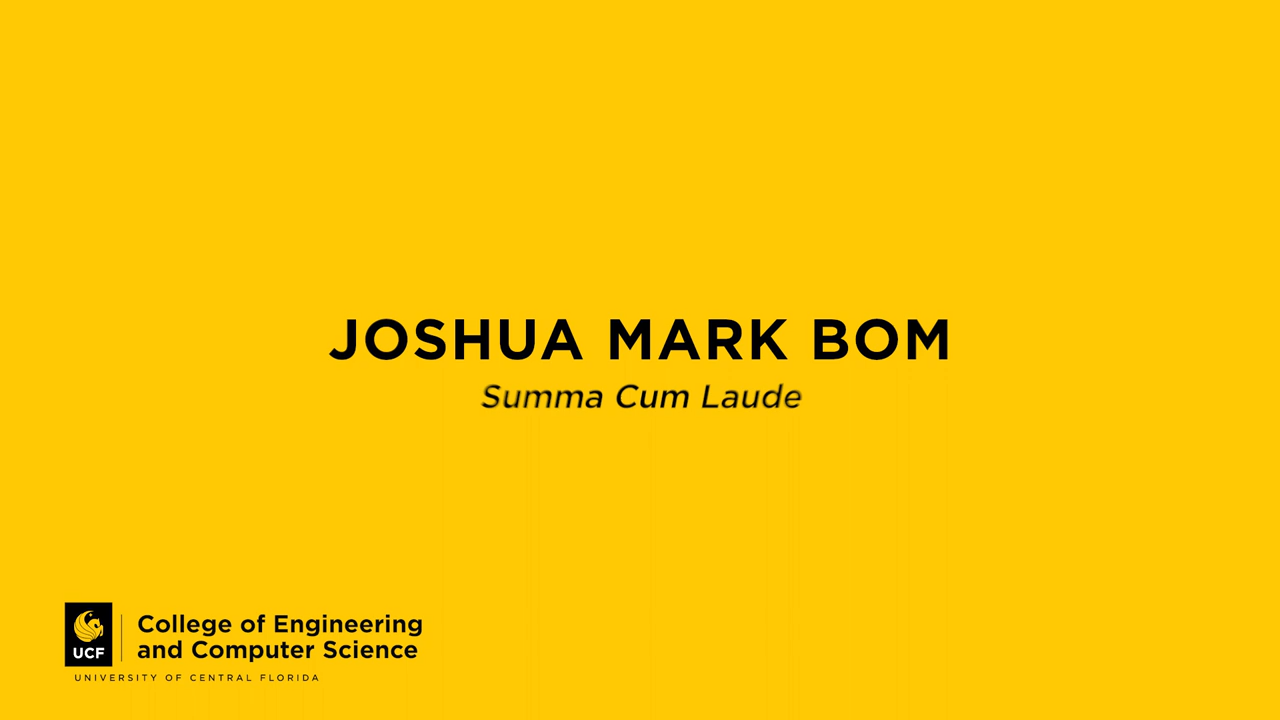 JOSHUA MARK BOM
Summa Cum Laude
UCF
College of Engineering
and Computer Science
UNIVERSITY OF CENTRAL FLORIDA